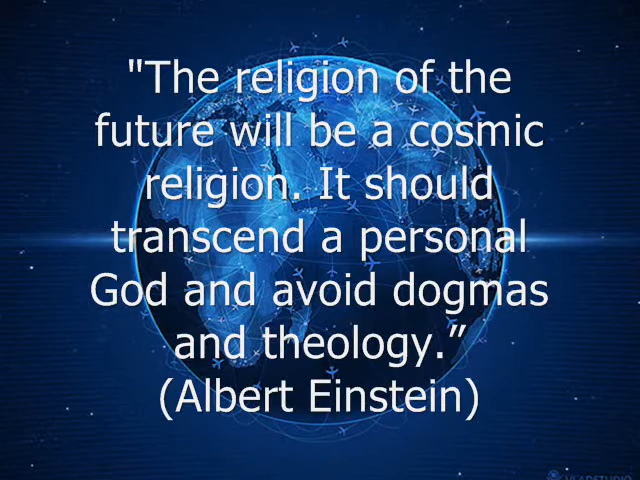 "The religion of the
future will be a cosmic
religion. It should
transcend a personal
God and avoid dogmas
and theology.”
(Albert Einstein)
VLADSTUDIO